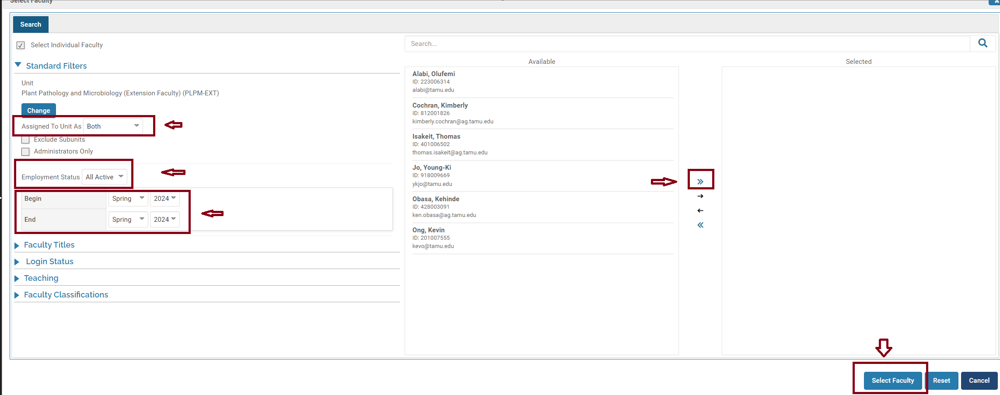 Select Faculty
Search
Select Individual Faculty
Search...
Standard Filters
Available
Selected
Unit
Plant Pathology and Microbiology (Extension Faculty) (PLPM-EXT)
Change
Assigned To Unit As Both
Exclude Subunits
Administrators Only
Employment Status All Active
Begin Spring 2024
End Spring 2024
Faculty Titles
Login Status
Teaching
Faculty Classifications
Alabi, Olufemi
ID: 223006314
alabi@tamu.edu
Cochran, Kimberly
ID: 812001826
kimberly.cochran@ag.tamu.edu
Isakeit, Thomas
ID: 401006502
thomas.isakeit@ag.tamu.edu
Jo, Young-Ki
ID: 918009669
ykjo@tamu.edu
Obasa, Kehinde
ID: 428003091
ken.obasa@ag.tamu.edu
Ong, Kevin
ID: 201007555
kevo@tamu.edu
Select Faculty
Reset
Cancel